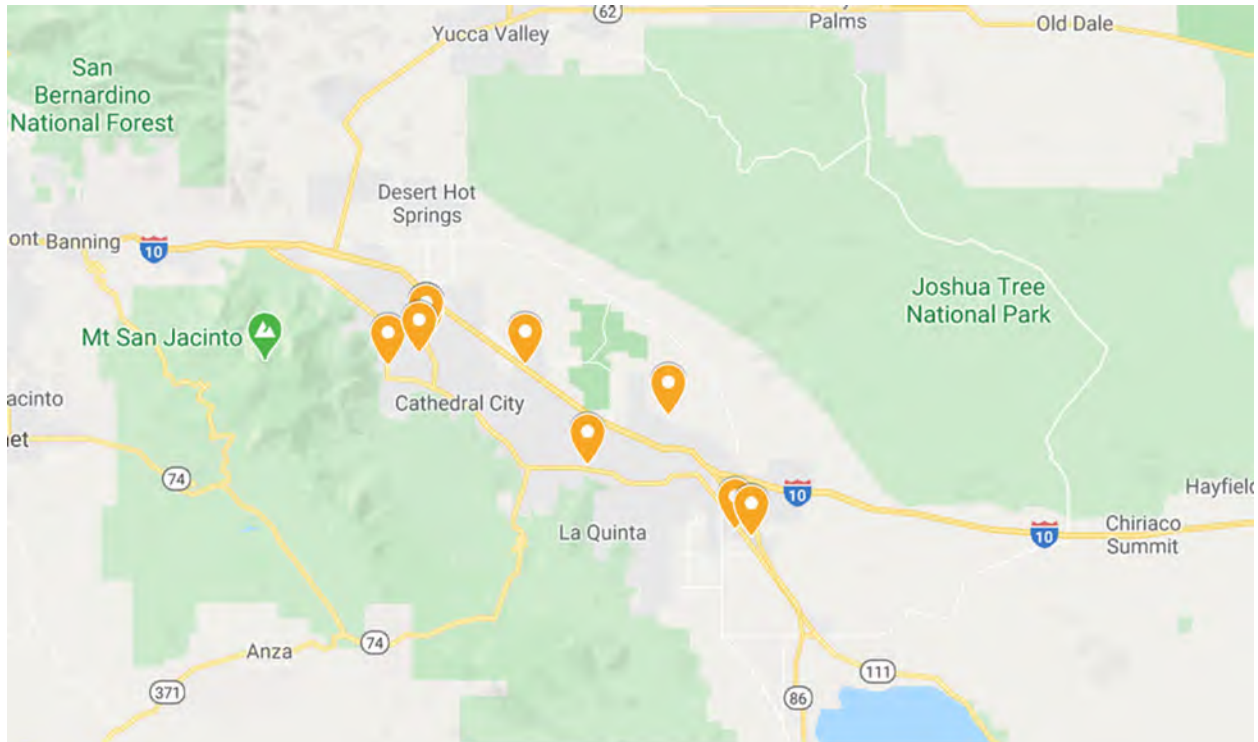 62
Palms
Old Dale
Yucca Valley
San
Bernardino
National Forest
Desert Hot
Springs
ont Banning
10
Joshua Tree
National Park
Mt San Jacinto
acinto
Cathedral City
et
74
10
Hayfield
La Quinta
10
Chiriaco
Summit
74
Anza
111
371
86